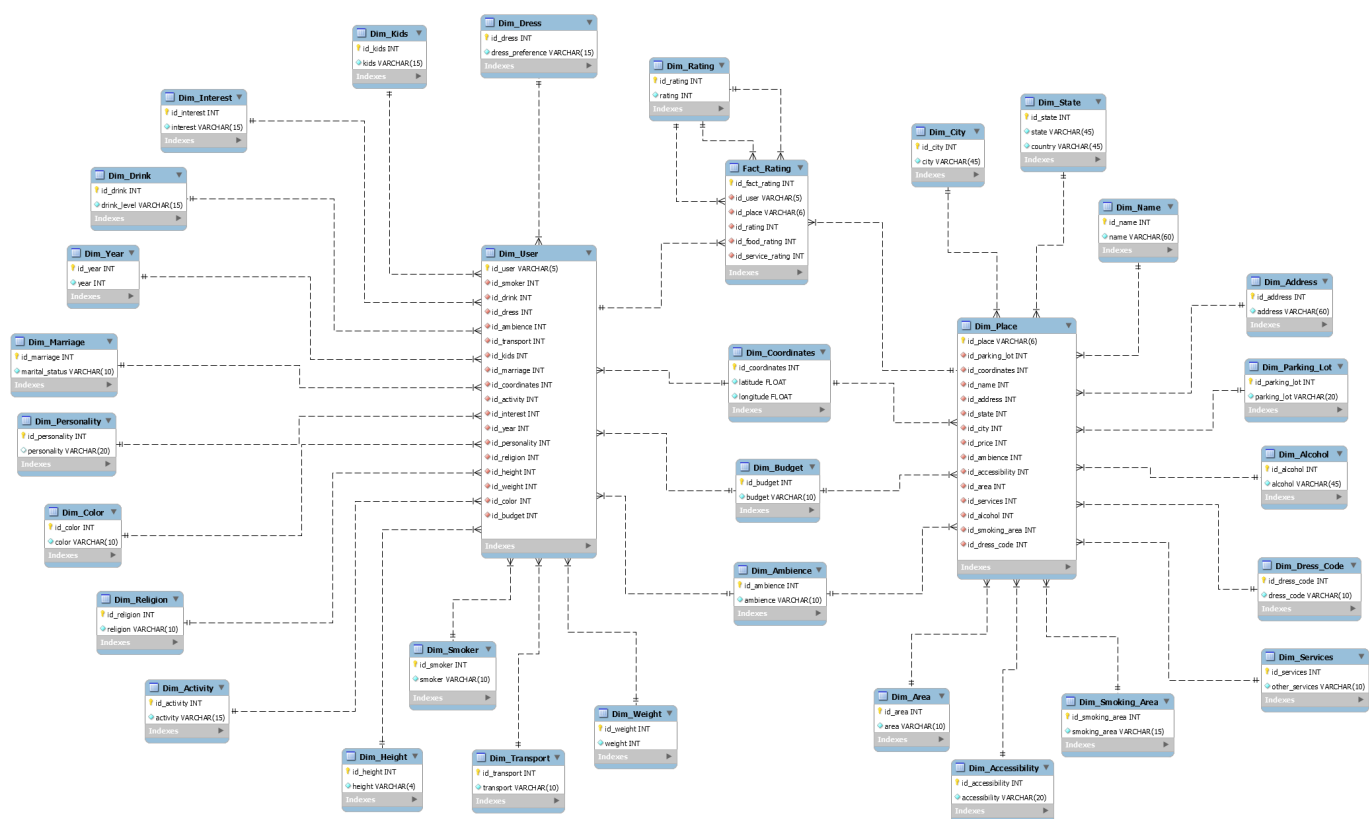 Dim_Dress
id_dress INT
dress_preference VARCHAR(15)
Dim_Kids
id_kids INT
kids VARCHAR(15)
Indexes
Indexes
Dim_Rating
id_rating INT
rating INT
Indexes
Dim_Interest
id_interest INT
interest VARCHAR(15)
Indexes
Dim_State
id_state INT
state VARCHAR(45)
country VARCHAR(45)
Indexes
Dim_City
id_city INT
city VARCHAR(45)
Indexes
Dim_Drink
id_drink INT
drink_level VARCHAR(15)
Indexes
Fact_Rating
id_fact_rating INT
id_user VARCHAR(5)
id_place VARCHAR(6)
id_rating INT
id_food_rating INT
id_service_rating INT
Indexes
Dim_Name
id_name INT
name VARCHAR(60)
Indexes
Dim_Year
id_year INT
year INT
Indexes
Dim_User
id_user VARCHAR(5)
id_smoker INT
id_drink INT
id_dress INT
id_ambience INT
id_transport INT
id_kids INT
id_marriage INT
id_coordinates INT
id_activity INT
id_interest INT
id_year INT
id_personality INT
id_religion INT
id_height INT
id_weight INT
id_color INT
id_budget INT
Indexes
Dim_Address
id_address INT
address VARCHAR(60)
Indexes
Dim_Place
id_place VARCHAR(6)
id_parking_lot INT
id_coordinates INT
id_name INT
id_address INT
id_state INT
id_city INT
id_price INT
id_ambience INT
id_accessibility INT
id_area INT
id_services INT
id_alcohol INT
id_smoking_area INT
id_dress_code INT
Indexes
Dim_Marriage
id_marriage INT
marital_status VARCHAR(10)
Indexes
Dim_Coordinates
id_coordinates INT
latitude FLOAT
longitude FLOAT
Indexes
Dim_Parking_Lot
id_parking_lot INT
parking_lot VARCHAR(20)
Indexes
Dim_Personality
id_personality INT
personality VARCHAR(20)
Indexes
Dim_Alcohol
id_alcohol INT
alcohol VARCHAR(45)
Indexes
Dim_Budget
id_budget INT
budget VARCHAR(10)
Indexes
Dim_Color
id_color INT
color VARCHAR(10)
Indexes
Dim_Ambience
id_ambience INT
ambience VARCHAR(10)
Indexes
Dim_Dress_Code
id_dress_code INT
dress_code VARCHAR(10)
Indexes
Dim_Religion
id_religion INT
religion VARCHAR(10)
Indexes
Dim_Smoker
id_smoker INT
smoker VARCHAR(10)
Indexes
Dim_Services
id_services INT
other_services VARCHAR(10)
Indexes
Dim_Activity
id_activity INT
activity VARCHAR(15)
Indexes
Dim_Area
id_area INT
area VARCHAR(10)
Indexes
Dim_Smoking_Area
id_smoking_area INT
smoking_area VARCHAR(15)
Indexes
Dim_Weight
id_weight INT
weight INT
Indexes
Dim_Height
id_height INT
height VARCHAR(4)
Indexes
Dim_Transport
id_transport INT
transport VARCHAR(10)
Indexes
Dim_Accessibility
id_accessibility INT
accessibility VARCHAR(20)
Indexes